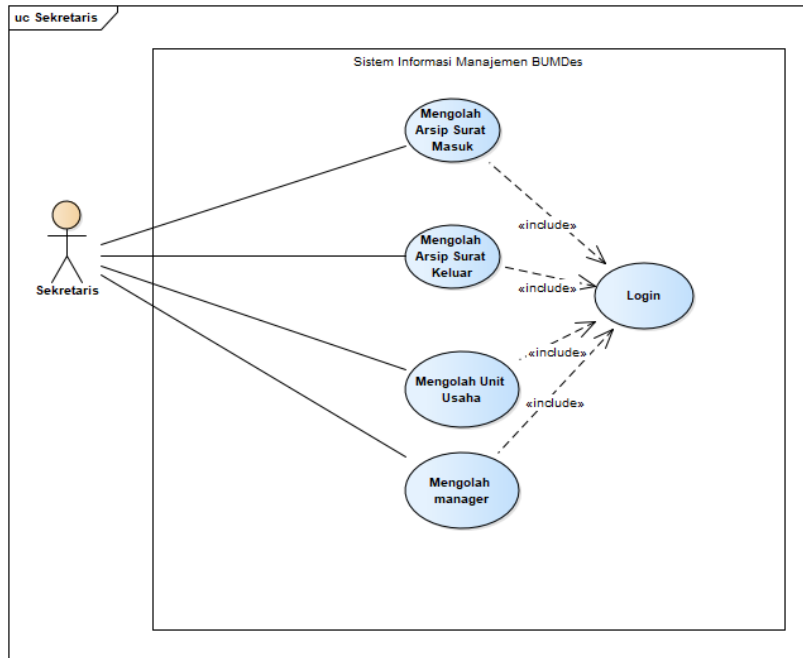 uc Sekretaris
Sistem Informasi Manajemen BUMDes
Mengolah
Arsip Surat
Masuk
«include»
Mengolah
Arsip Surat
Keluar
«include»
Login
Sekretaris
«include»
Mengolah Unit
Usaha
«include»
Mengolah
manager